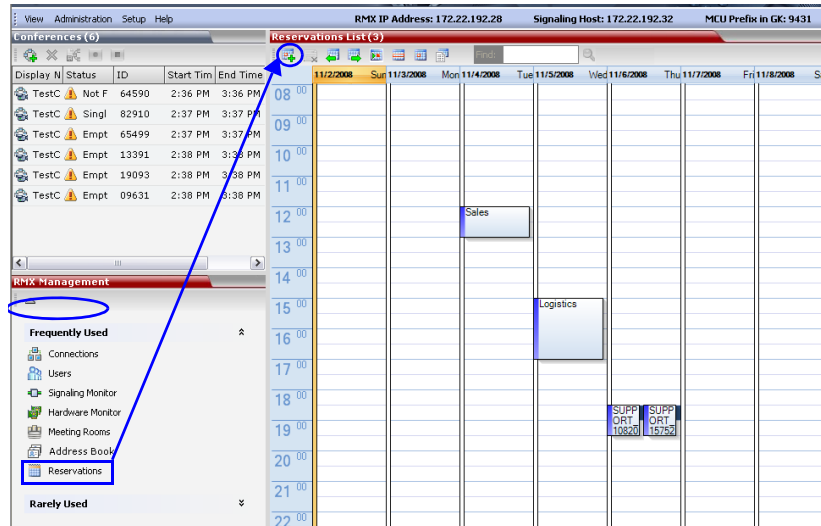 View Administration Setup Help RMX IP Address: 172.22.192.28 Signaling Host: 172.22.192.32 MCU Prefix in GK: 9431
Conferences (6)
Display N Status ID Start Tim End Time
TestC Not F 64590 2:36 PM 3:36 PM
TestC Singl 82910 2:37 PM 3:37 PM
TestC Empt 65499 2:37 PM 3:37 PM
TestC Empt 13391 2:38 PM 3:38 PM
TestC Empt 19093 2:38 PM 3:38 PM
TestC Empt 09631 2:38 PM 3:38 PM
RMX Management
Frequently Used
Connections
Users
Signaling Monitor
Hardware Monitor
Meeting Rooms
Address Book
Reservations
Rarely Used
Reservations List(3)
Find:
11/2/2008 Sun 11/3/2008 Mon 11/4/2008 Tue 11/5/2008 Wed 11/6/2008 Thu 11/7/2008 Fri 11/8/2008 S
08 00
09 00
10 00
11 00
12 00
Sales
13 00
14 00
15 00
Logistics
16 00
17 00
18 00
SUPP
ORT_
10820
SUPP
ORT_
15752
19 00
20 00
21 00
22 00